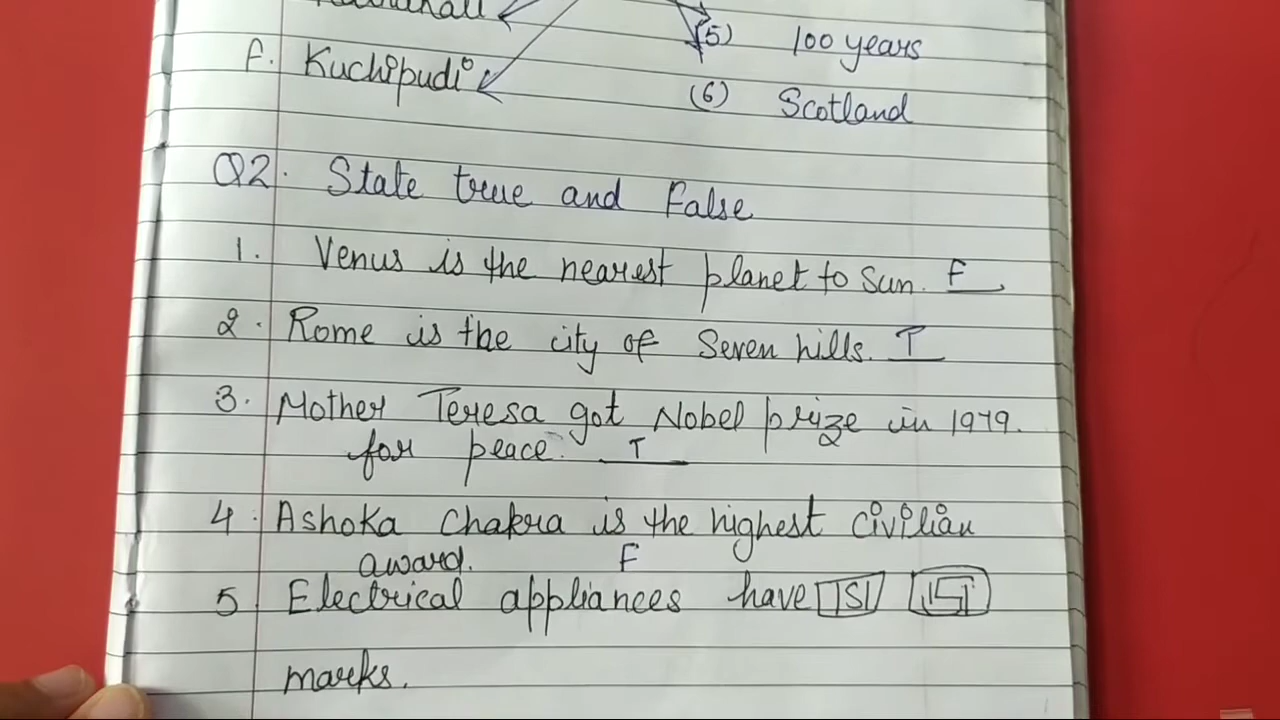 (5) 100 years
f. Kuchipudi
(6) Scotland
Q2. State true and False
1. Venus is the nearest planet to Sun. F
2. Rome is the city of Seven hills. T
3. Mother Teresa got Nobel prize in 1979.
for peace. T
4. Ashoka Chakra is the highest civilian
award. F
5 Electrical appliances have ISI
marks.